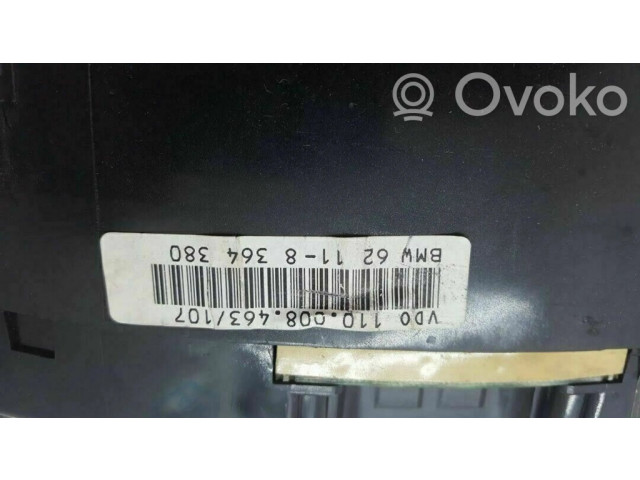 Ovoko
BMW 62 11-8 364 380
VDO 110.008.463/107